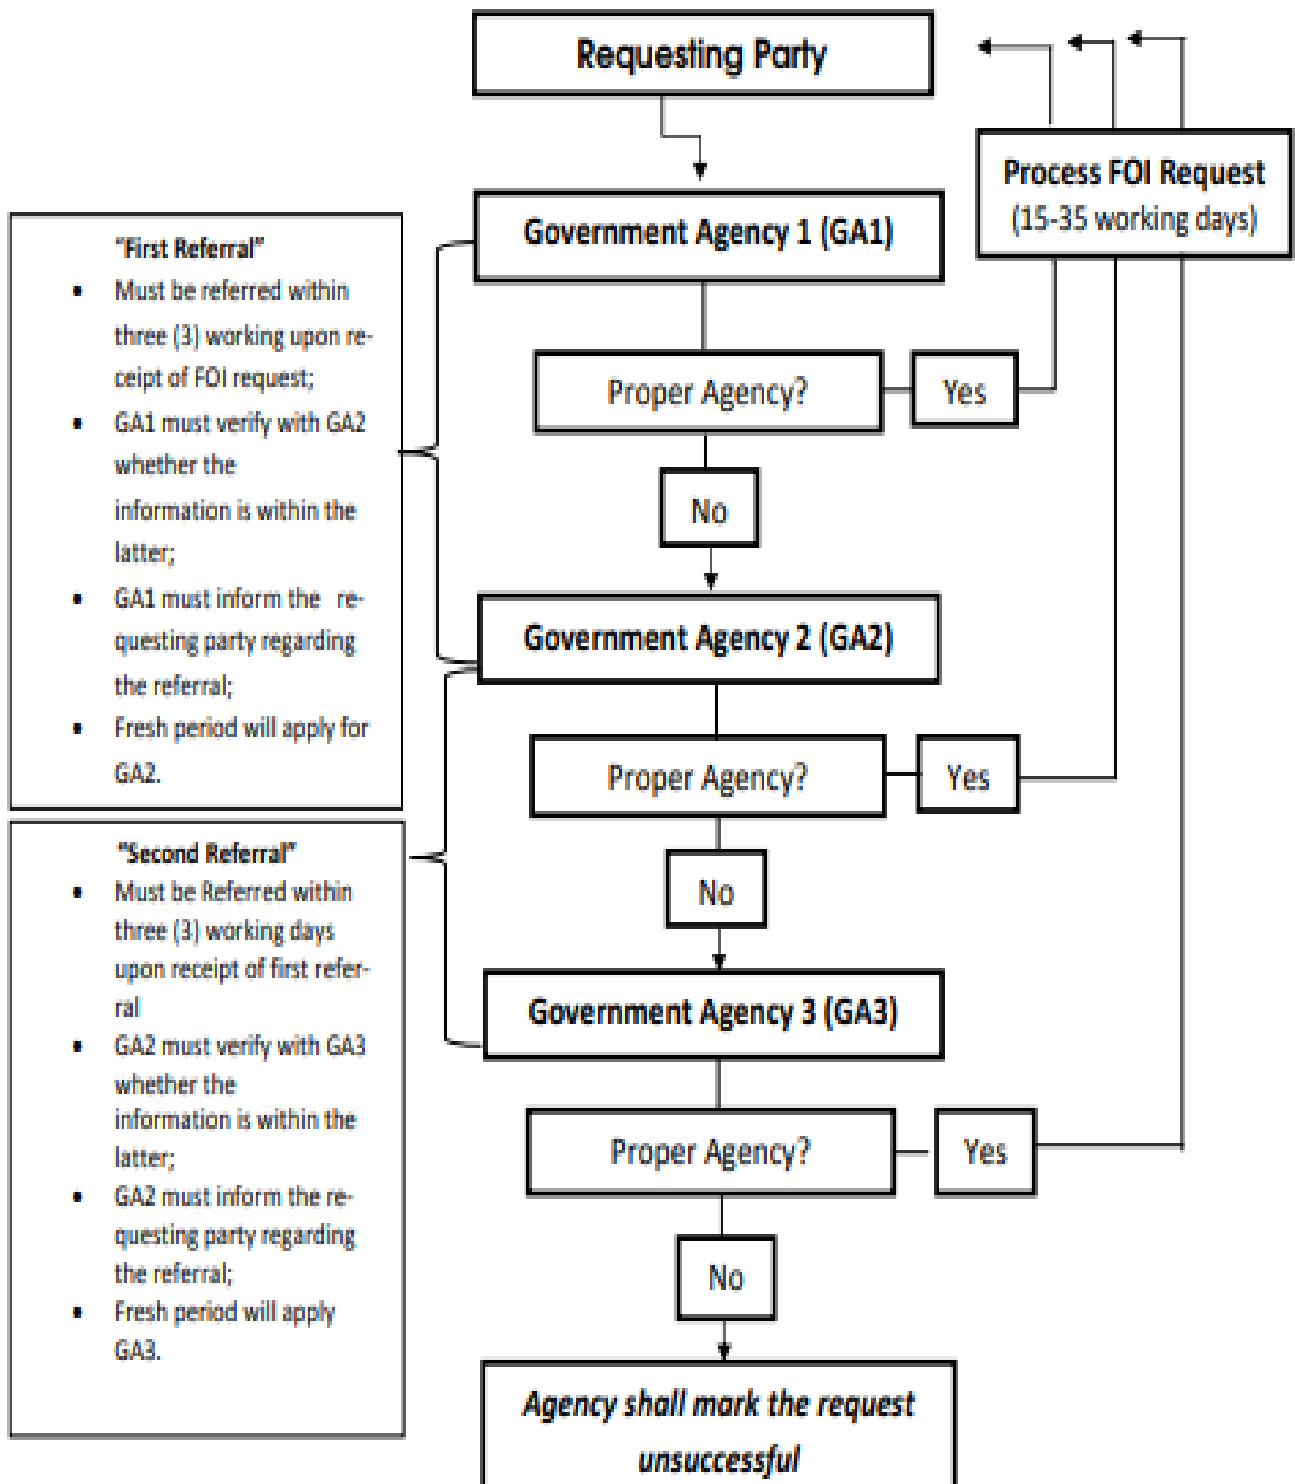 Requesting Party
Process FOI Request
(15-35 working days)
Government Agency 1 (GA1)
"First Referral"
• Must be referred within
three (3) working upon re-
ceipt of FOI request;
• GA1 must verify with GA2
whether the
information is within the
latter;
• GA1 must inform the re-
questing party regarding
the referral;
• Fresh period will apply for
GA2.
Proper Agency?
Yes
No
Government Agency 2 (GA2)
Proper Agency?
Yes
No
"Second Referral"
• Must be Referred within
three (3) working days
upon receipt of first refer-
ral
• GA2 must verify with GA3
whether the
information is within the
latter;
• GA2 must inform the re-
questing party regarding
the referral;
• Fresh period will apply
GA3.
Government Agency 3 (GA3)
Proper Agency?
Yes
No
Agency shall mark the request
unsuccessful